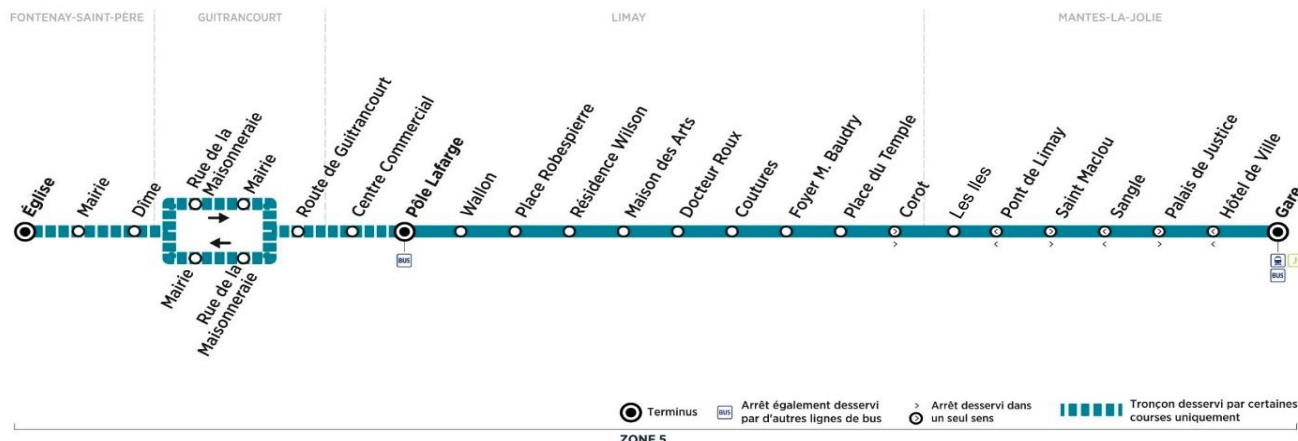 FONTENAY-SAINT-PÈRE
GUITRANCOURT
LIMAY
MANTES-LA-JOLIE
Église
Mairie
Dîme
Rue de la
Maisonneraie
Mairie
Mairie
Rue de la
Maisonneraie
Route de Guitrancourt
Centre Commercial
Pôle Lafarge
BUS
Wallon
Place Robespierre
Résidence Wilson
Maison des Arts
Docteur Roux
Coutures
Foyer M. Baudry
Place du Temple
Corot
Les Iles
Pont de Limay
Saint Maclou
Sangle
Palais de Justice
Hôtel de Ville
Gare
J
BUS
Terminus
BUS
Arrêt également desservi
par d'autres lignes de bus
Arrêt desservi dans
un seul sens
Tronçon desservi par certaines
courses uniquement
ZONE 5